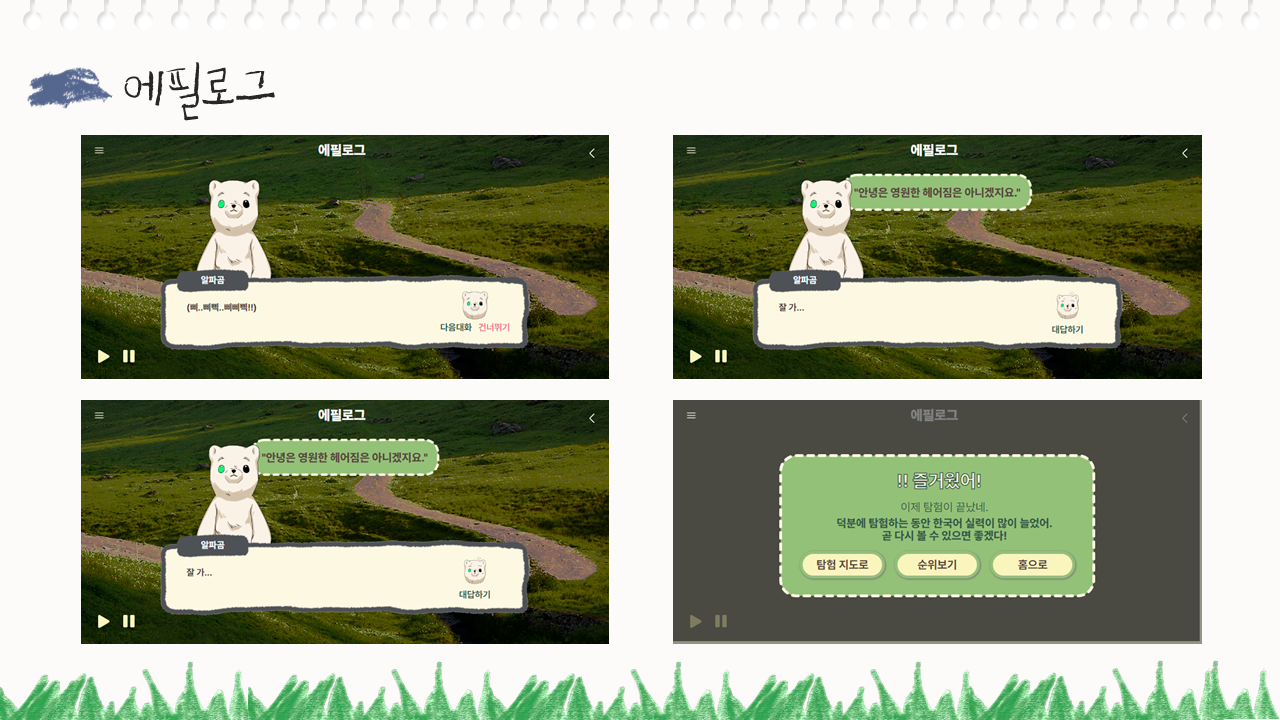 에필로그
에필로그
알파곰
(삐..삐삑..삐삐삑!!)
다음대화 건너뛰기
에필로그
"안녕은 영원한 헤어짐은 아니겠지요."
알파곰
잘 가...
대답하기
에필로그
"안녕은 영원한 헤어짐은 아니겠지요."
알파곰
잘 가...
대답하기
에필로그
!! 즐거웠어!
이제 탐험이 끝났네.
덕분에 탐험하는 동안 한국어 실력이 많이 늘었어.
곧 다시 볼 수 있으면 좋겠다!
탐험 지도로 순위보기 홈으로